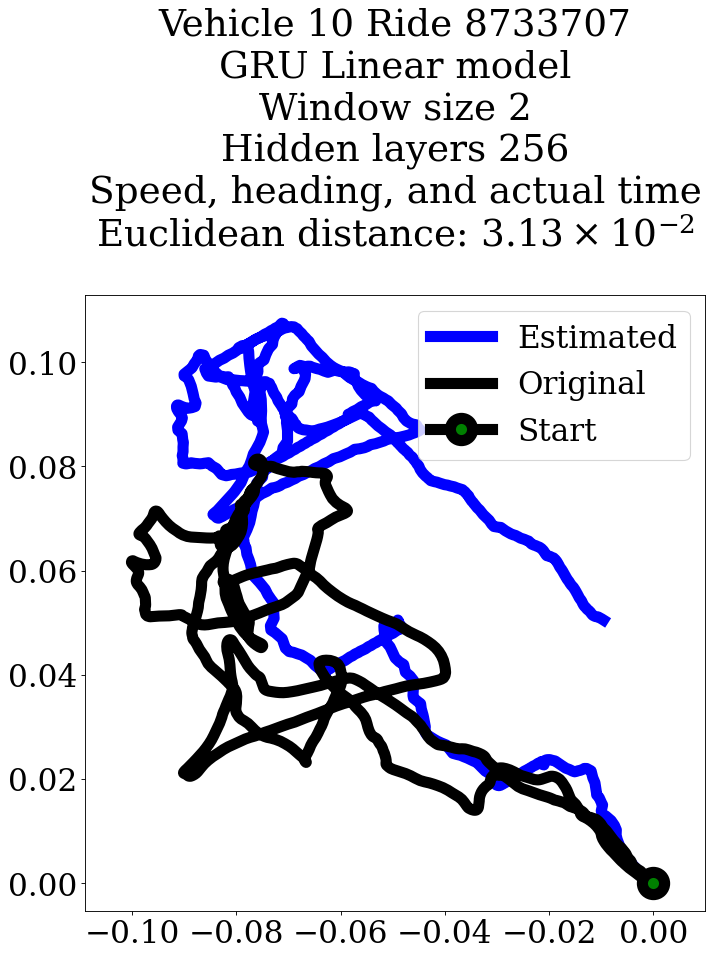 Vehicle 10 Ride 8733707
GRU Linear model
Window size 2
Hidden layers 256
Speed, heading, and actual time
Euclidean distance: 3.13 × 10⁻²
Estimated
Original
Start
0.10
0.08
0.06
0.04
0.02
0.00
−0.10 −0.08 −0.06 −0.04 −0.02 0.00